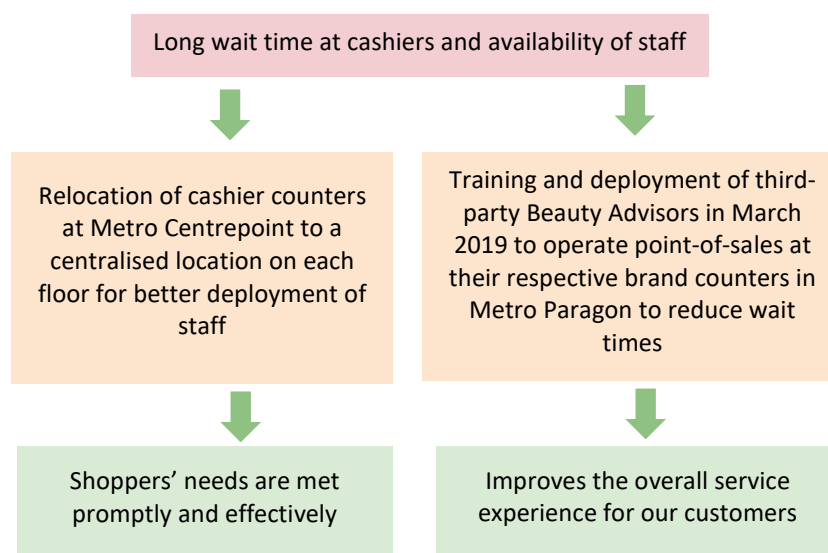 Long wait time at cashiers and availability of staff
Relocation of cashier counters
at Metro Centrepoint to a
centralised location on each
floor for better deployment of
staff
Training and deployment of third-
party Beauty Advisors in March
2019 to operate point-of-sales at
their respective brand counters in
Metro Paragon to reduce wait
times
Shoppers’ needs are met
promptly and effectively
Improves the overall service
experience for our customers